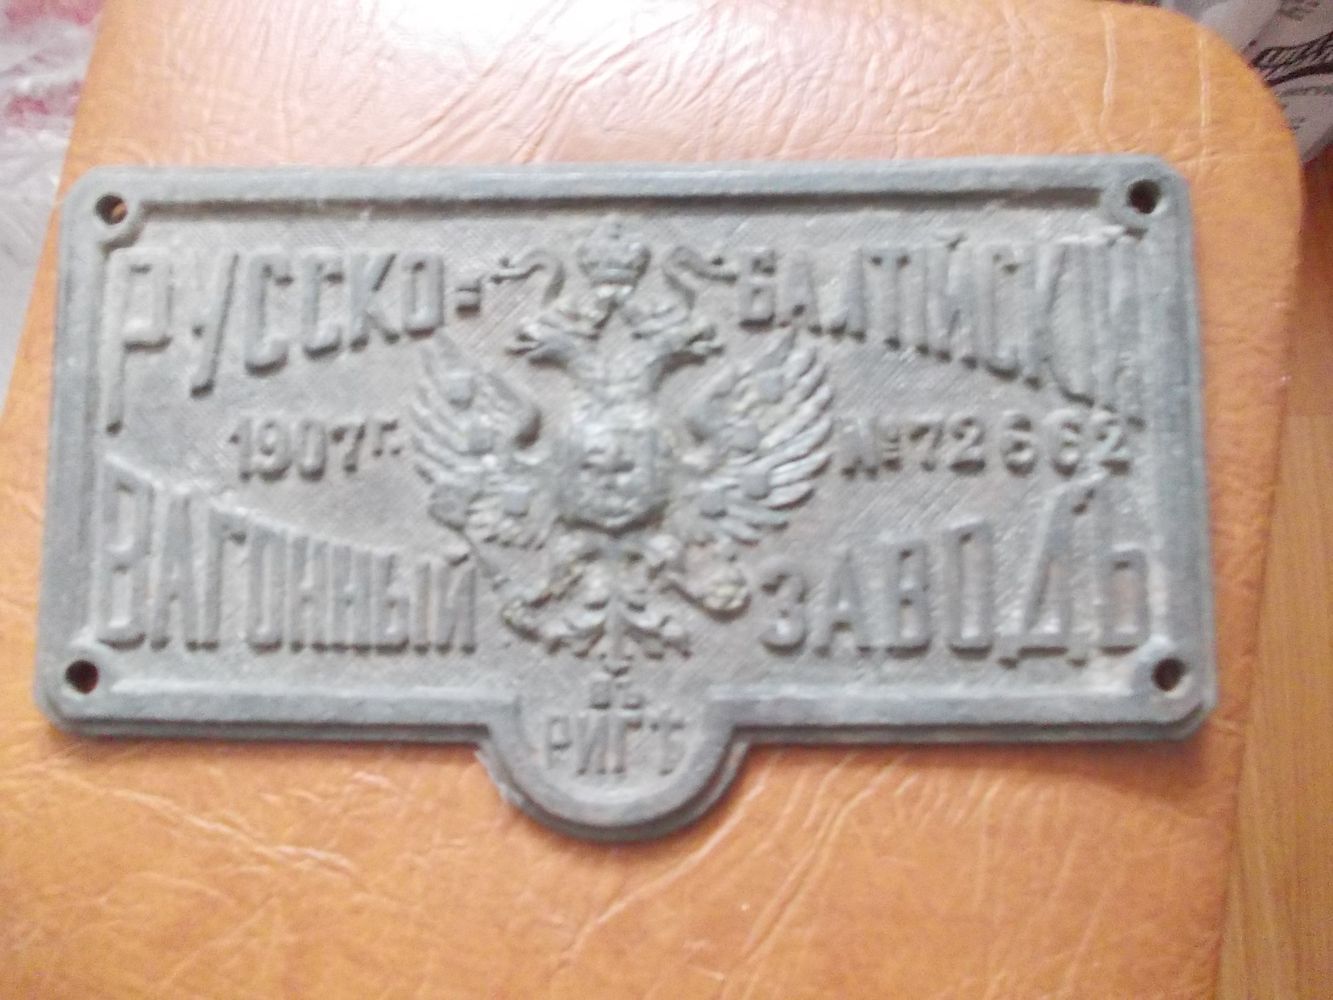 РУССКО=БАЛТІЙСКІЙ
1907 г. № 72662
ВАГОННЫЙ ЗАВОДЪ
ВЪ
РИГѢ